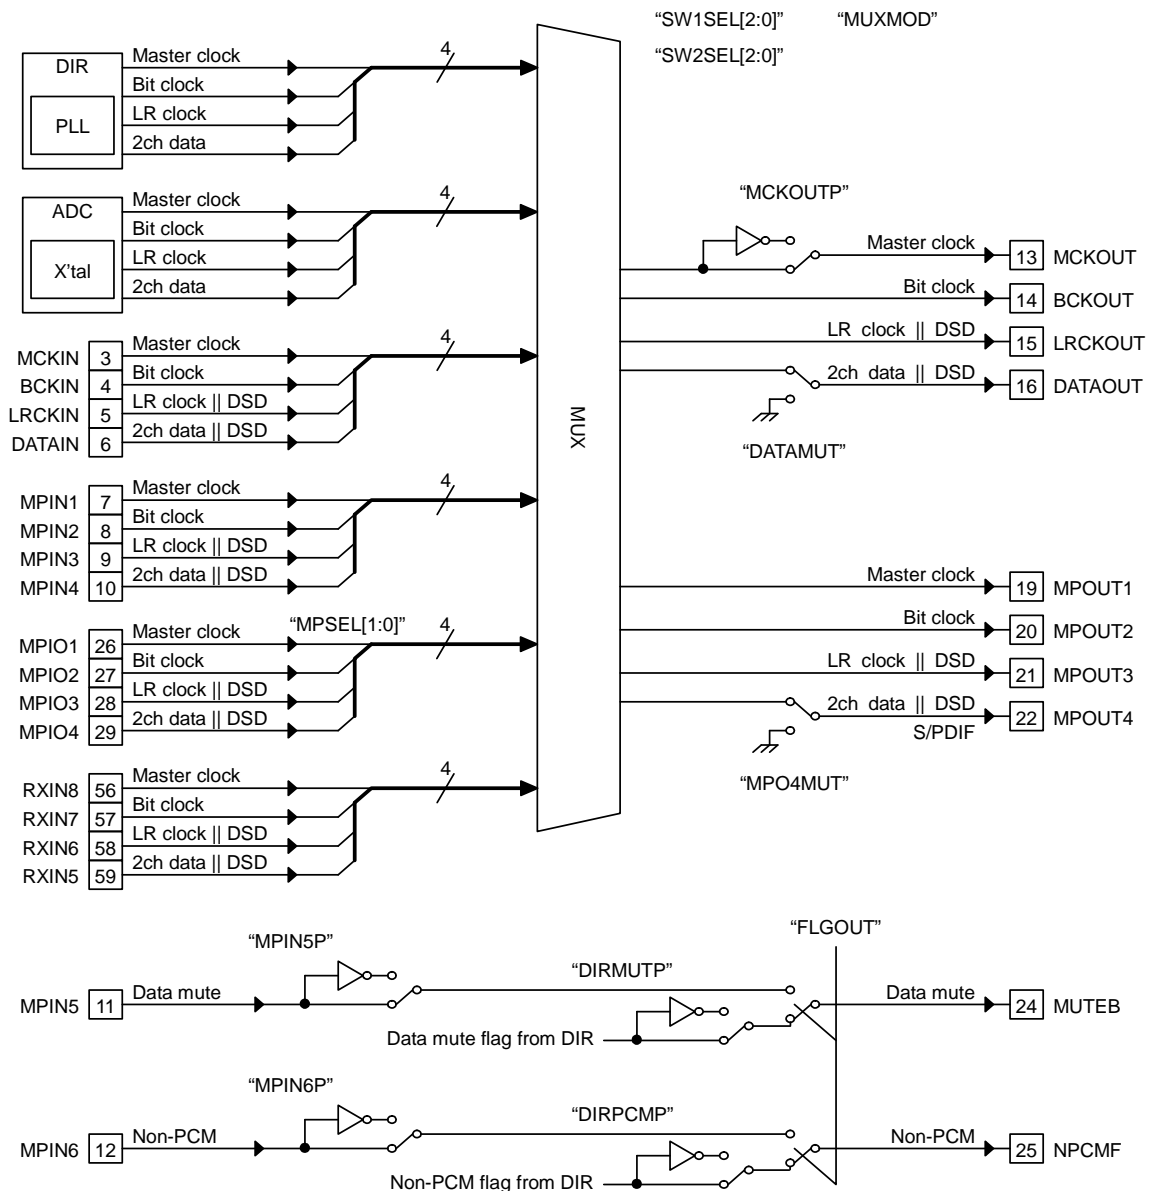 “SW1SEL[2:0]” “MUXMOD”
“SW2SEL[2:0]”
DIR
PLL
Master clock
Bit clock
LR clock
2ch data
4
ADC
X’tal
Master clock
Bit clock
LR clock
2ch data
4
MCKIN 3 Master clock
BCKIN 4 Bit clock
LRCKIN 5 LR clock || DSD
DATAIN 6 2ch data || DSD
4
MPIN1 7 Master clock
MPIN2 8 Bit clock
MPIN3 9 LR clock || DSD
MPIN4 10 2ch data || DSD
4
“MPSEL[1:0]”
MPIO1 26 Master clock
MPIO2 27 Bit clock
MPIO3 28 LR clock || DSD
MPIO4 29 2ch data || DSD
4
RXIN8 56 Master clock
RXIN7 57 Bit clock
RXIN6 58 LR clock || DSD
RXIN5 59 2ch data || DSD
4
MUX
“MCKOUTP”
Master clock 13 MCKOUT
Bit clock 14 BCKOUT
LR clock || DSD 15 LRCKOUT
2ch data || DSD 16 DATAOUT
“DATAMUT”
Master clock 19 MPOUT1
Bit clock 20 MPOUT2
LR clock || DSD 21 MPOUT3
2ch data || DSD 22 MPOUT4
S/PDIF
“MPO4MUT”
“FLGOUT”
“MPIN5P”
“DIRMUTP”
MPIN5 11 Data mute
Data mute 24 MUTEB
Data mute flag from DIR
“MPIN6P”
“DIRPCMP”
MPIN6 12 Non-PCM
Non-PCM 25 NPCMF
Non-PCM flag from DIR